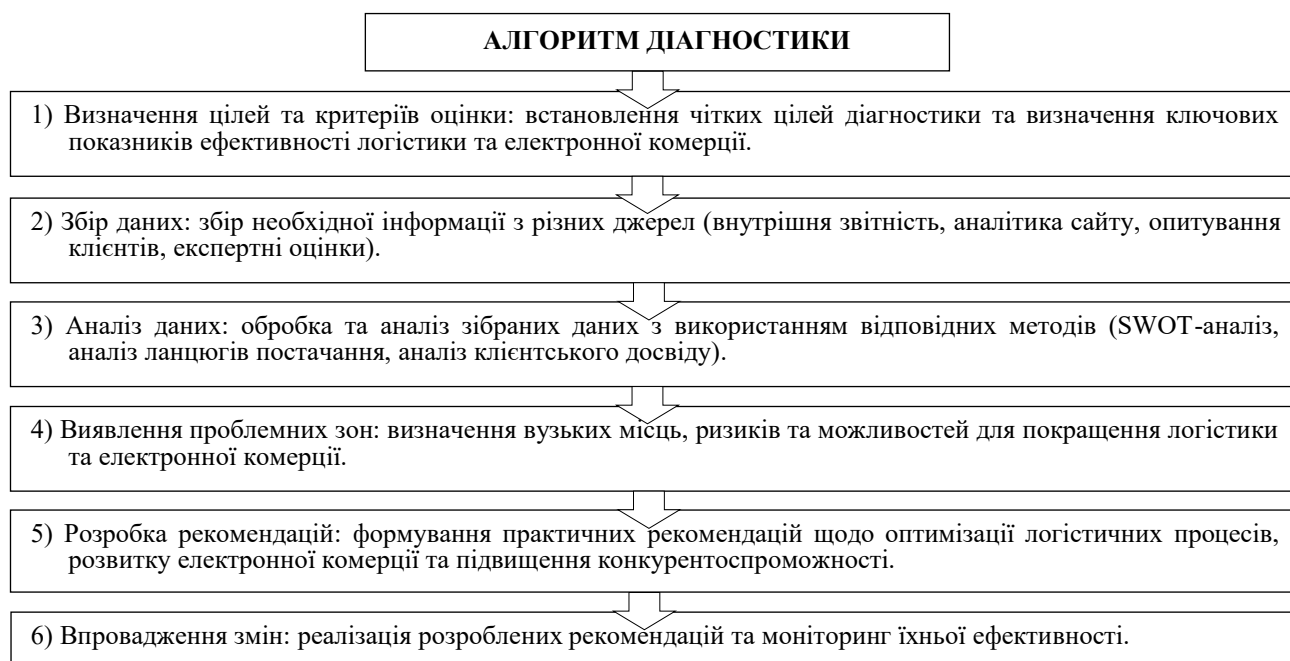 АЛГОРИТМ ДІАГНОСТИКИ
1) Визначення цілей та критеріїв оцінки: встановлення чітких цілей діагностики та визначення ключових
показників ефективності логістики та електронної комерції.
2) Збір даних: збір необхідної інформації з різних джерел (внутрішня звітність, аналітика сайту, опитування
клієнтів, експертні оцінки).
3) Аналіз даних: обробка та аналіз зібраних даних з використанням відповідних методів (SWOT-аналіз,
аналіз ланцюгів постачання, аналіз клієнтського досвіду).
4) Виявлення проблемних зон: визначення вузьких місць, ризиків та можливостей для покращення логістики
та електронної комерції.
5) Розробка рекомендацій: формування практичних рекомендацій щодо оптимізації логістичних процесів,
розвитку електронної комерції та підвищення конкурентоспроможності.
6) Впровадження змін: реалізація розроблених рекомендацій та моніторинг їхньої ефективності.